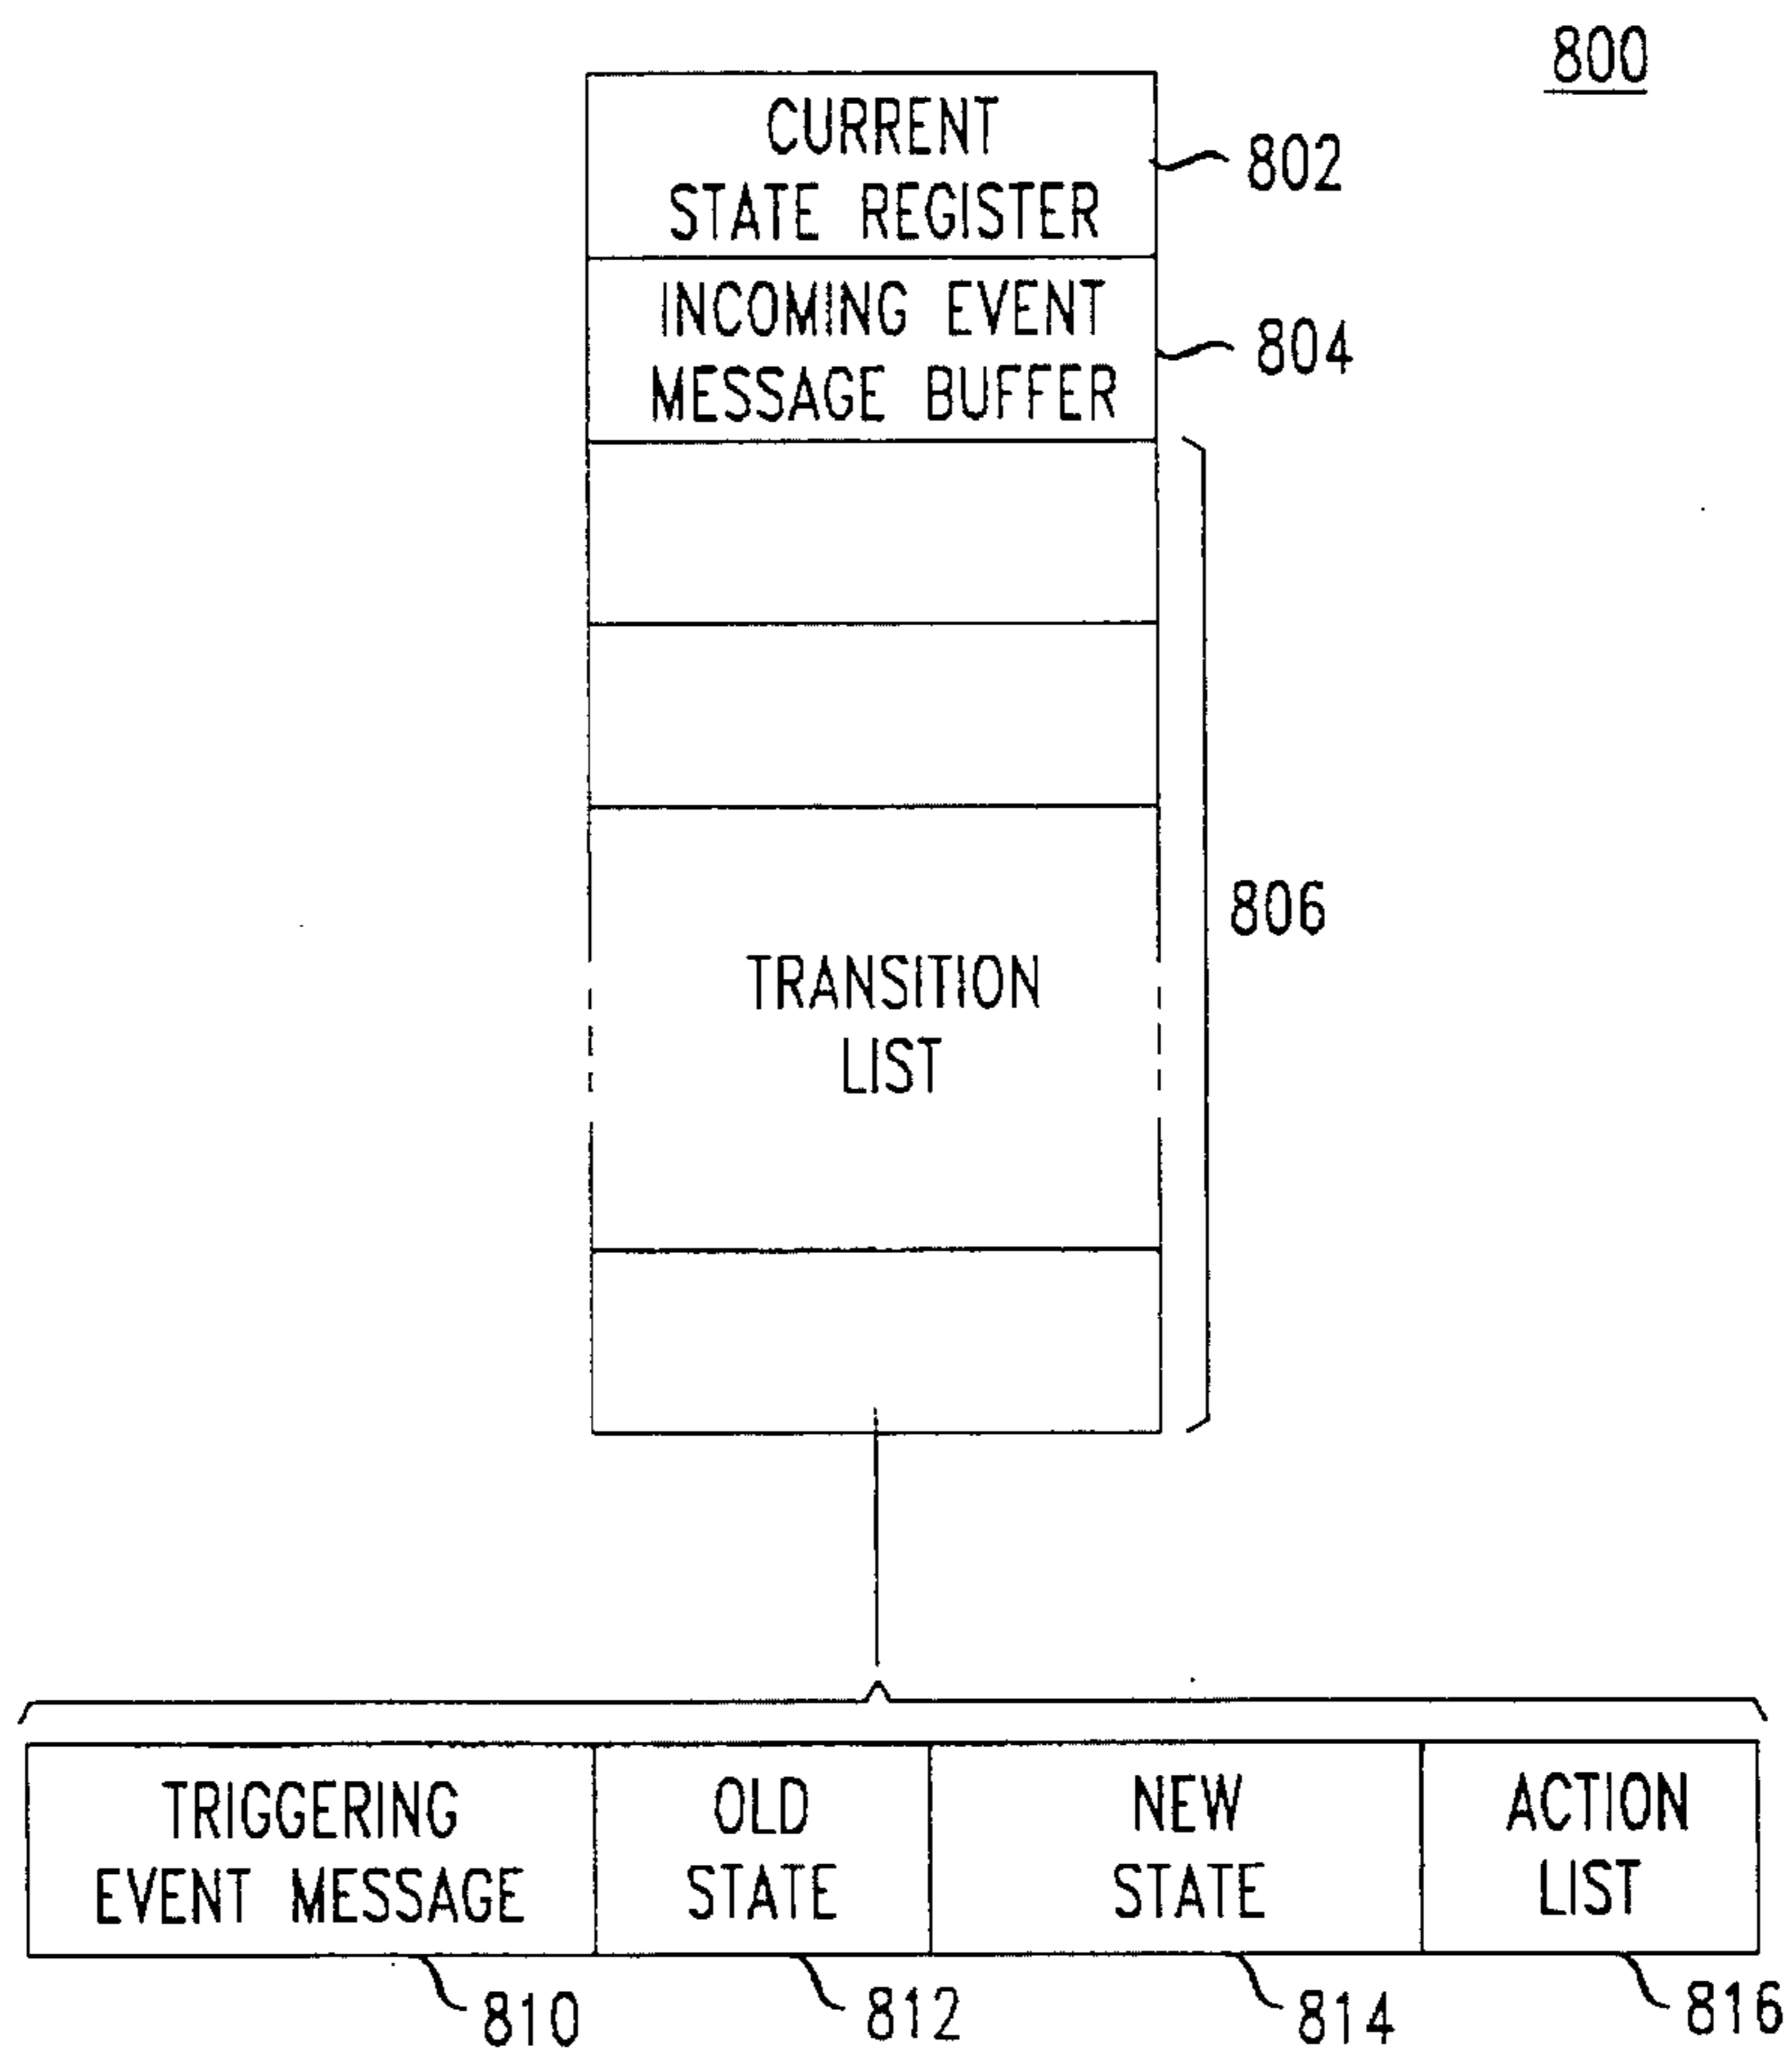 800
CURRENT
STATE REGISTER
802
INCOMING EVENT
MESSAGE BUFFER
804
806
TRANSITION
LIST
TRIGGERING
EVENT MESSAGE
OLD
STATE
NEW
STATE
ACTION
LIST
810
812
814
816